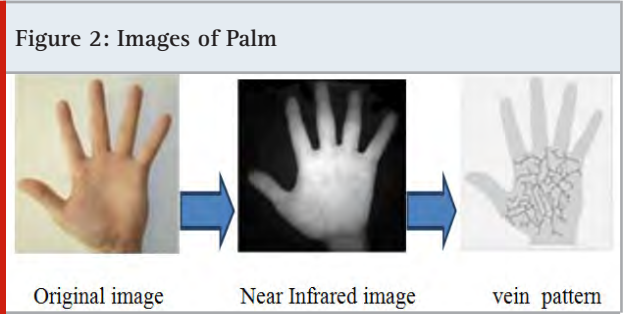 Figure 2: Images of Palm
Original image
Near Infrared image
vein pattern